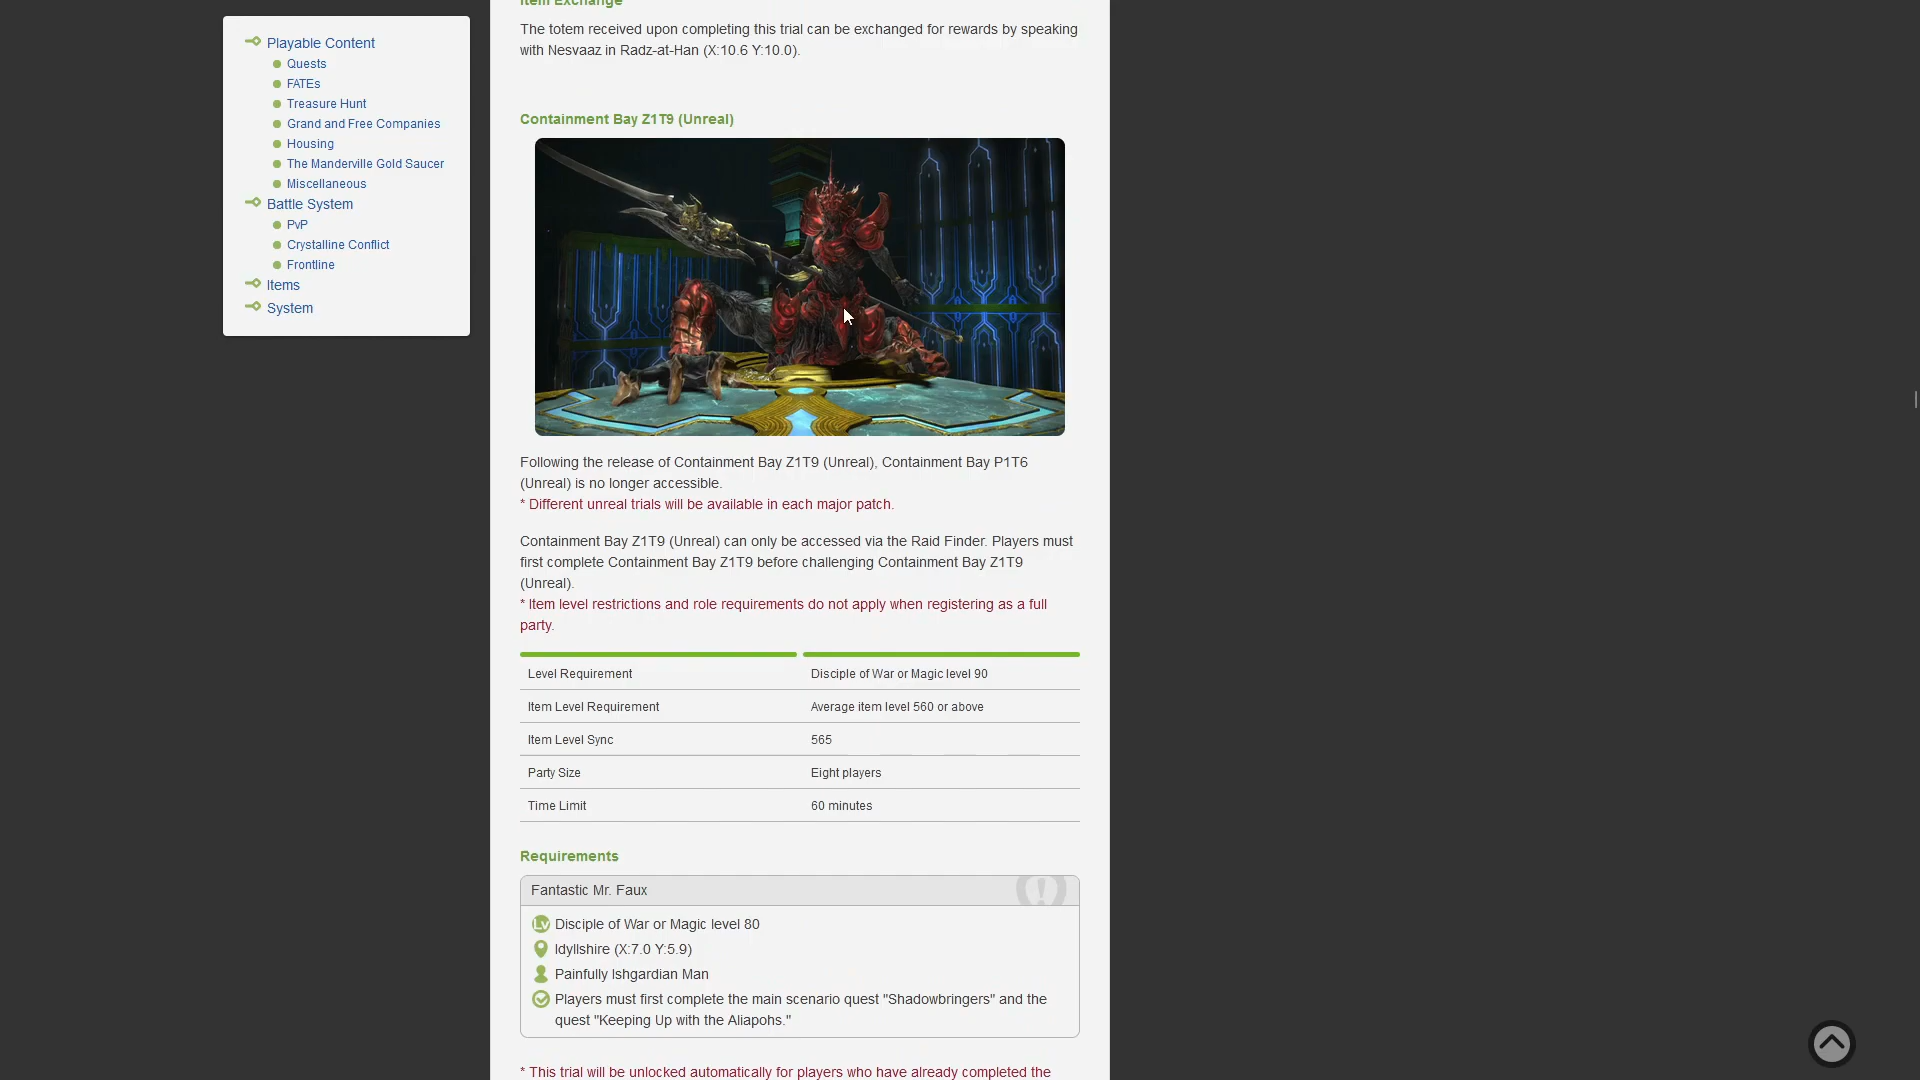 Playable Content
Quests
FATEs
Treasure Hunt
Grand and Free Companies
Housing
The Manderville Gold Saucer
Miscellaneous
Battle System
PvP
Crystalline Conflict
Frontline
Items
System
Item Exchange
The totem received upon completing this trial can be exchanged for rewards by speaking
with Nesvaaz in Radz-at-Han (X:10.6 Y:10.0).
Containment Bay Z1T9 (Unreal)
Following the release of Containment Bay Z1T9 (Unreal), Containment Bay P1T6
(Unreal) is no longer accessible.
* Different unreal trials will be available in each major patch.
Containment Bay Z1T9 (Unreal) can only be accessed via the Raid Finder. Players must
first complete Containment Bay Z1T9 before challenging Containment Bay Z1T9
(Unreal).
* Item level restrictions and role requirements do not apply when registering as a full
party.
Level Requirement Disciple of War or Magic level 90
Item Level Requirement Average item level 560 or above
Item Level Sync 565
Party Size Eight players
Time Limit 60 minutes
Requirements
Fantastic Mr. Faux
Lv Disciple of War or Magic level 80
Idyllshire (X:7.0 Y:5.9)
Painfully Ishgardian Man
Players must first complete the main scenario quest "Shadowbringers" and the
quest "Keeping Up with the Aliapohs."
* This trial will be unlocked automatically for players who have already completed the